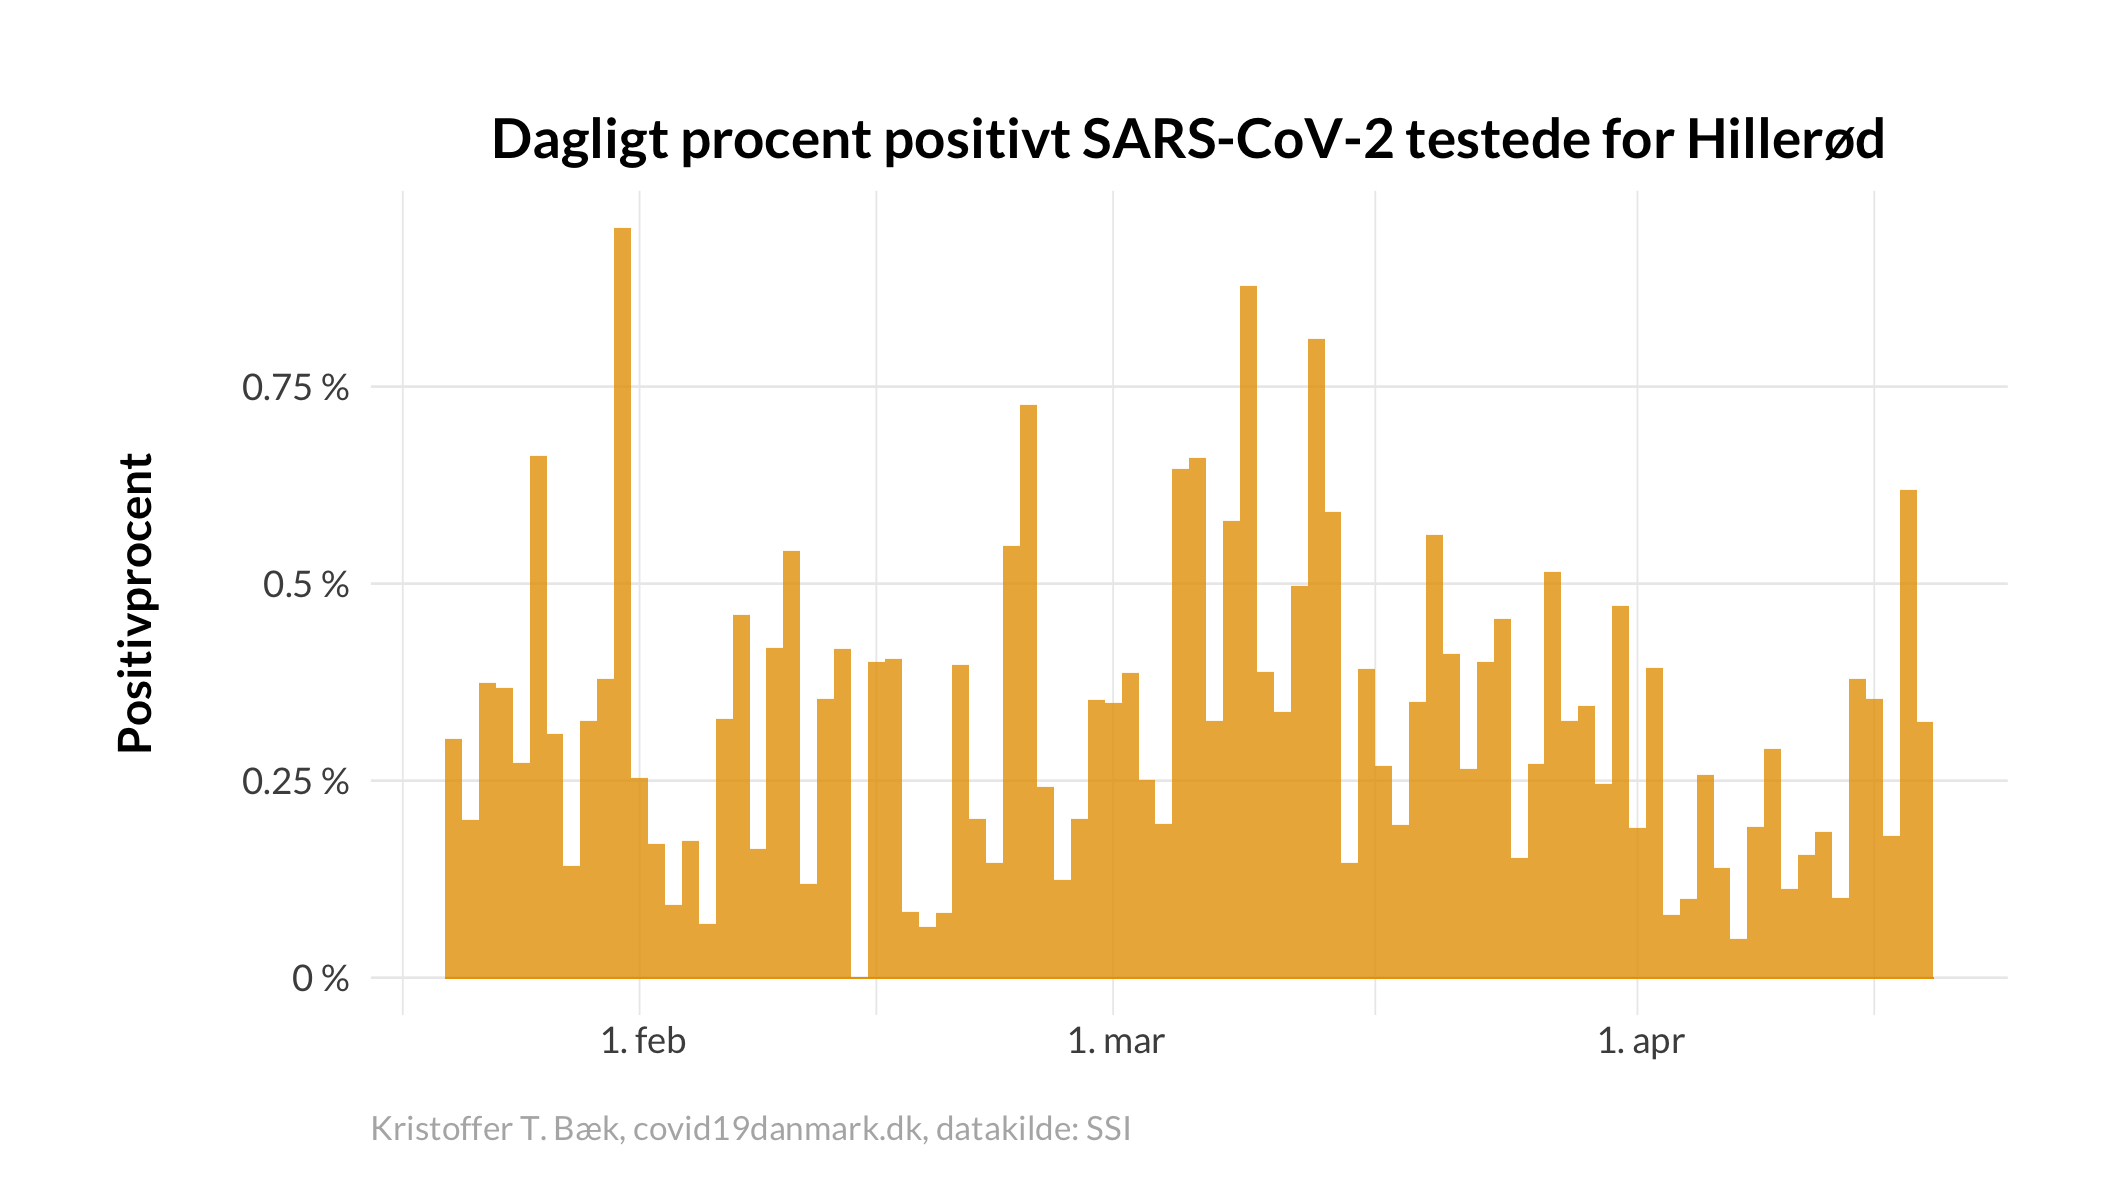 Dagligt procent positivt SARS-CoV-2 testede for Hillerød
Positivprocent
0.75 %
0.5 %
0.25 %
0 %
1. feb
1. mar
1. apr
Kristoffer T. Bæk, covid19danmark.dk, datakilde: SSI